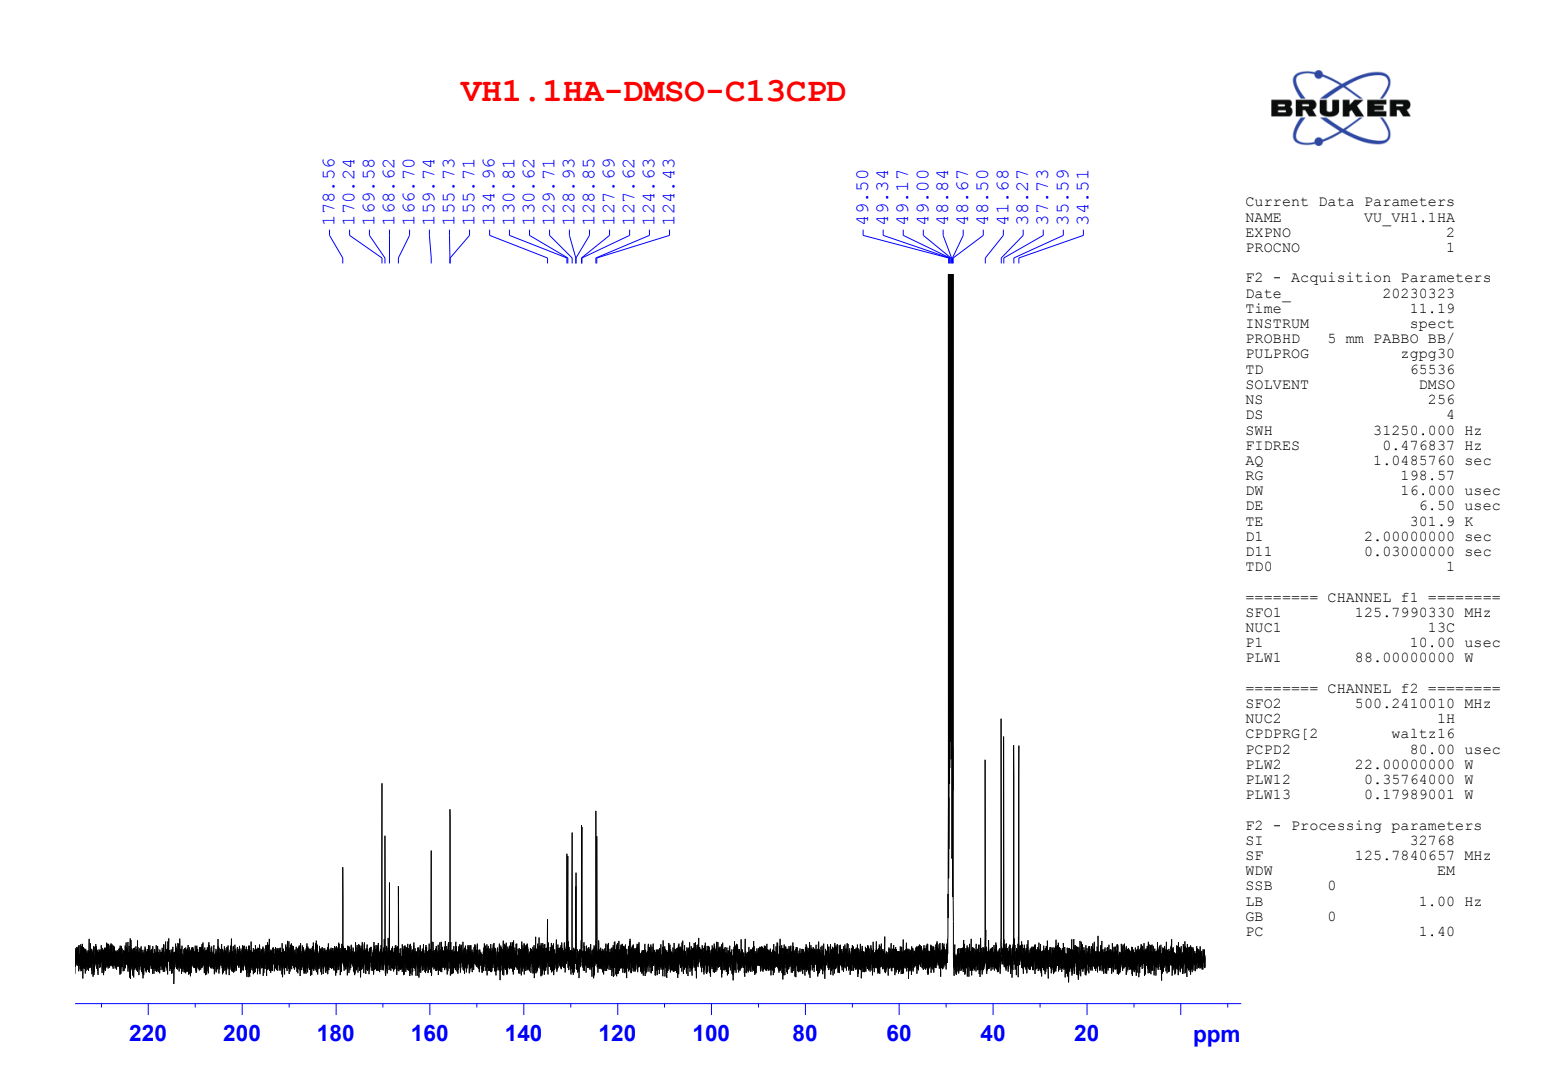 VH1.1HA-DMSO-C13CPD
BRUKER
178.56
170.24
169.58
168.62
166.70
159.74
155.73
155.71
134.96
130.81
130.62
129.71
128.93
128.85
127.69
127.62
124.63
124.43
49.50
49.34
49.17
49.00
48.84
48.67
48.50
41.68
38.27
37.73
35.59
34.51
Current Data Parameters
NAME VU_VH1.1HA
EXPNO 2
PROCNO 1
F2 - Acquisition Parameters
Date_ 20230323
Time 11.19
INSTRUM spect
PROBHD 5 mm PABBO BB/
PULPROG zgpg30
TD 65536
SOLVENT DMSO
NS 256
DS 4
SWH 31250.000 Hz
FIDRES 0.476837 Hz
AQ 1.0485760 sec
RG 198.57
DW 16.000 usec
DE 6.50 usec
TE 301.9 K
D1 2.00000000 sec
D11 0.03000000 sec
TD0 1
======== CHANNEL f1 ========
SFO1 125.7990330 MHz
NUC1 13C
P1 10.00 usec
PLW1 88.00000000 W
======== CHANNEL f2 ========
SFO2 500.2410010 MHz
NUC2 1H
CPDPRG[2 waltz16
PCPD2 80.00 usec
PLW2 22.00000000 W
PLW12 0.35764000 W
PLW13 0.17989001 W
F2 - Processing parameters
SI 32768
SF 125.7840657 MHz
WDW EM
SSB 0
LB 1.00 Hz
GB 0
PC 1.40
220 200 180 160 140 120 100 80 60 40 20 ppm